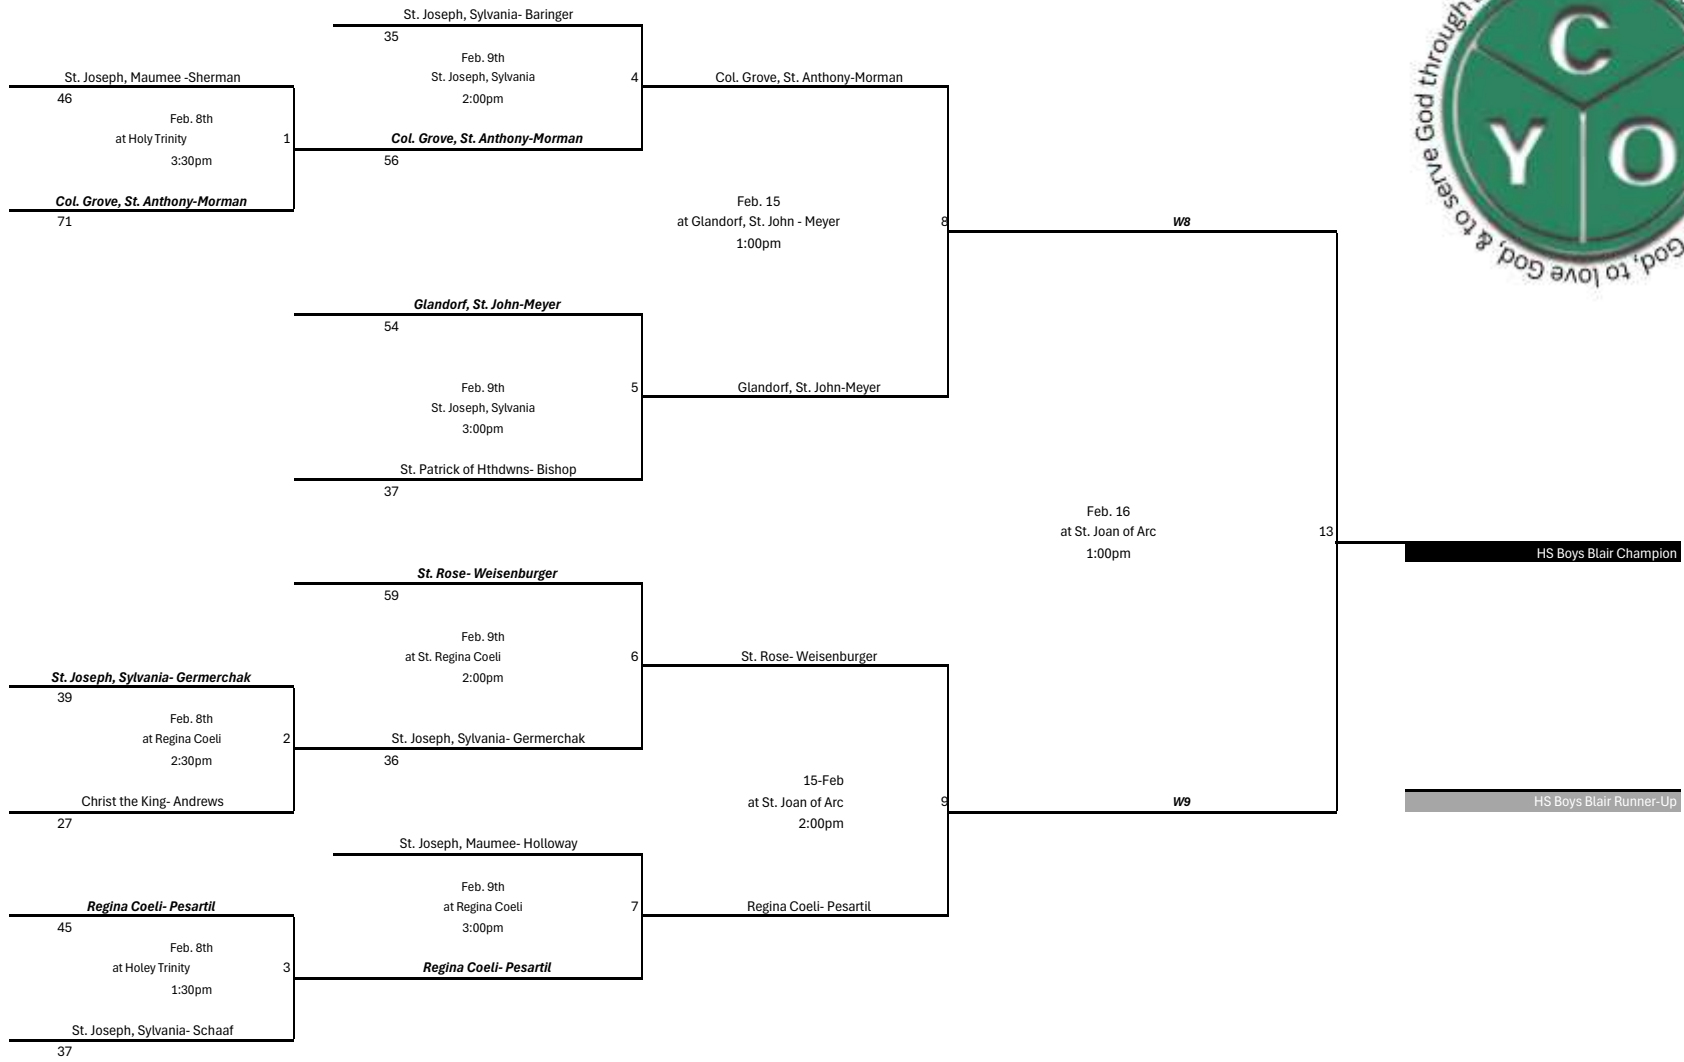 St. Joseph, Sylvania- Baringer
35
Feb. 9th
St. Joseph, Sylvania
4
2:00pm
St. Joseph, Maumee -Sherman
46
Feb. 8th
at Holy Trinity
1
3:30pm
Col. Grove, St. Anthony-Morman
56
Col. Grove, St. Anthony-Morman
71
Col. Grove, St. Anthony-Morman
Feb. 15
at Glandorf, St. John - Meyer
8
1:00pm
W8
Glandorf, St. John-Meyer
54
Feb. 9th
St. Joseph, Sylvania
5
3:00pm
Glandorf, St. John-Meyer
St. Patrick of Hthdwns- Bishop
37
Feb. 16
at St. Joan of Arc
13
1:00pm
HS Boys Blair Champion
St. Rose- Weisenburger
59
Feb. 9th
at St. Regina Coeli
6
2:00pm
St. Rose- Weisenburger
St. Joseph, Sylvania- Germerchak
39
Feb. 8th
at Regina Coeli
2
2:30pm
St. Joseph, Sylvania- Germerchak
36
Christ the King- Andrews
27
15-Feb
at St. Joan of Arc
9
2:00pm
W9
HS Boys Blair Runner-Up
St. Joseph, Maumee- Holloway
Feb. 9th
at Regina Coeli
7
3:00pm
Regina Coeli- Pesartil
Regina Coeli- Pesartil
45
Feb. 8th
at Holey Trinity
3
1:30pm
Regina Coeli- Pesartil
St. Joseph, Sylvania- Schaaf
37
C
Y O
God, to love God, & to serve God through